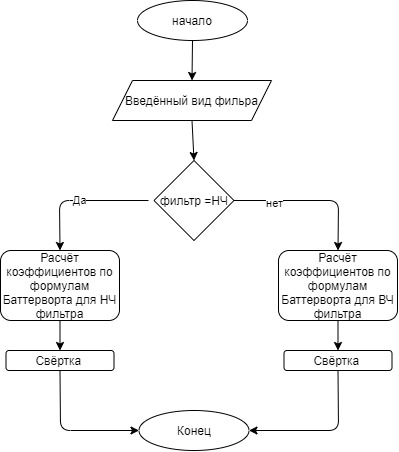 начало
Введённый вид фильра
фильтр =НЧ
Да
нет
Расчёт
коэффициентов по
формулам
Баттерворта для НЧ
фильтра
Расчёт
коэффициентов по
формулам
Баттерворта для ВЧ
фильтра
Свёртка
Свёртка
Конец